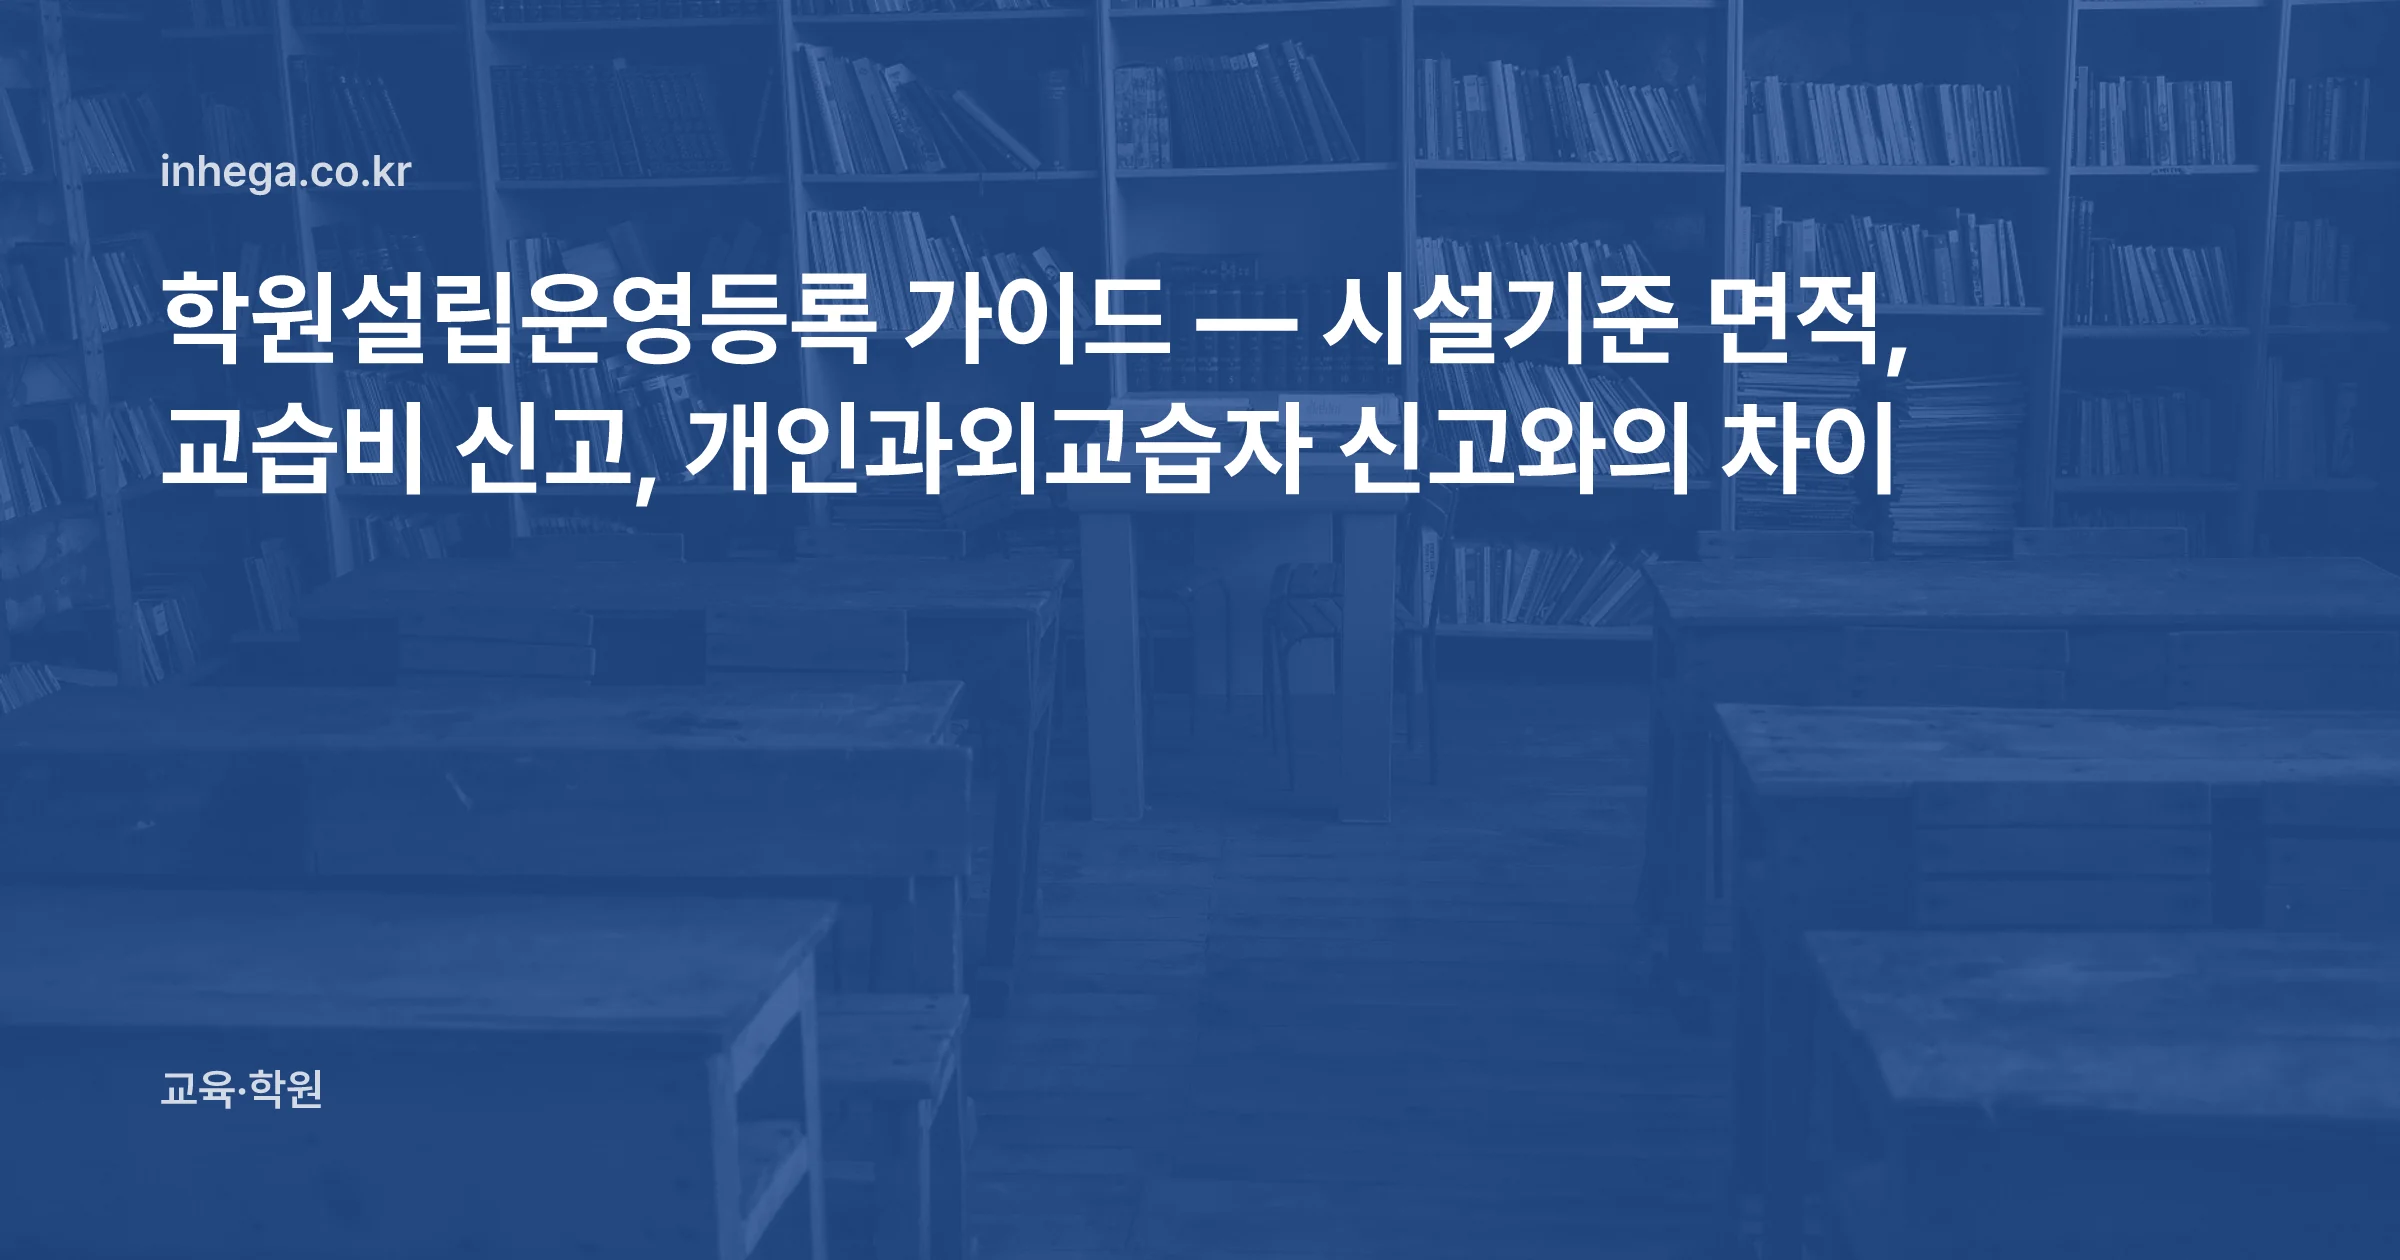 inhega.co.kr
학원설립운영등록 가이드 — 시설기준 면적,
교습비 신고, 개인과외교습자 신고와의 차이
교육·학원